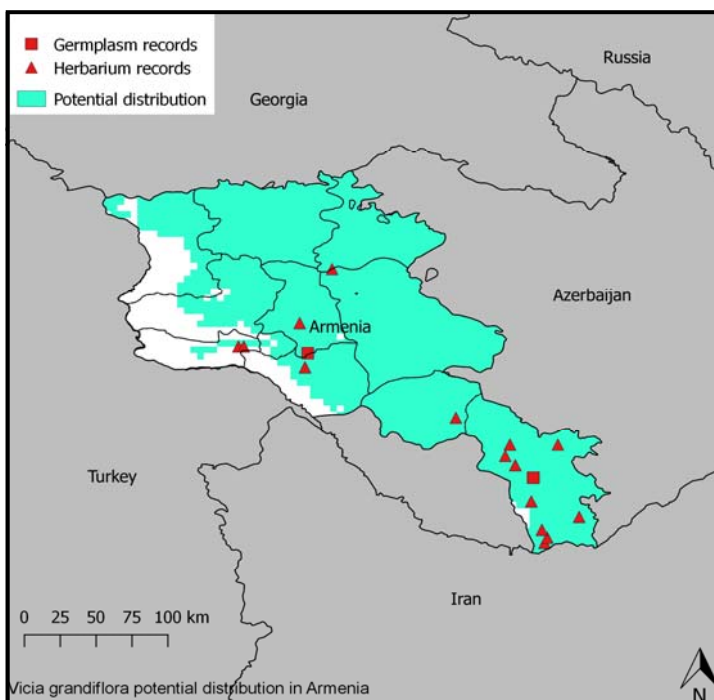 Germplasm records
Herbarium records
Potential distribution
Russia
Georgia
Azerbaijan
Armenia
Turkey
Iran
0 25 50 75 100 km
Vicia grandiflora potential distribution in Armenia
N